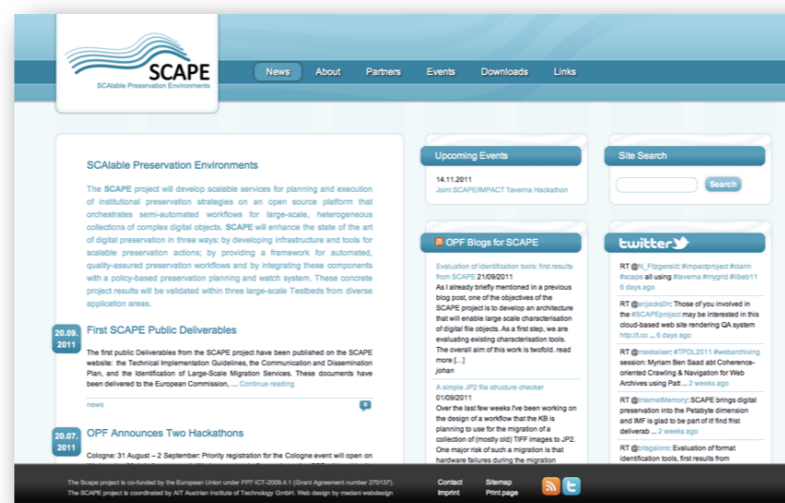 SCAPE
SCAlable Preservation Environments
News About Partners Events Downloads Links
SCAlable Preservation Environments
The SCAPE project will develop scalable services for planning and execution
of institutional preservation strategies on an open source platform that
orchestrates semi-automated workflows for large-scale, heterogeneous
collections of complex digital objects. SCAPE will enhance the state of the art
of digital preservation in three ways: by developing infrastructure and tools for
scalable preservation actions; by providing a framework for automated,
quality-assured preservation workflows and by integrating these components
with a policy-based preservation planning and watch system. These concrete
project results will be validated within three large-scale Testbeds from diverse
application areas.
20.09.
2011
First SCAPE Public Deliverables
The first public Deliverables from the SCAPE project have been published on the SCAPE
website: the Technical Implementation Guidelines, the Communication and Dissemination
Plan, and the Identification of Large-Scale Migration Services. These documents have
been delivered to the European Commission, ... Continue reading
news
0
20.07.
2011
OPF Announces Two Hackathons
Cologne: 31 August – 2 September: Priority registration for the Cologne event will open on
Upcoming Events
14.11.2011
Joint SCAPE/IMPACT Taverna Hackathon
OPF Blogs for SCAPE
Evaluation of identification tools: first results
from SCAPE 21/09/2011
As I already briefly mentioned in a previous
blog post, one of the objectives of the
SCAPE project is to develop an architecture
that will enable large scale characterisation
of digital file objects. As a first step, we are
evaluating existing characterisation tools.
The overall aim of this work is twofold. read
more [...]
johan
A simple JP2 file structure checker
01/09/2011
Over the last few weeks I've been working on
the design of a workflow that the KB is
planning to use for the migration of a
collection of (mostly old) TIFF images to JP2.
One major risk of such a migration is that
hardware failures during the migration
Site Search
Search
twitter
RT @N_Fitzgerald: #impactproject #clarin
#scape all using #taverna #mygrid #libeb11
6 days ago
RT @anjacks0n: Those of you involved in
the #SCAPEproject may be interested in this
cloud-based web site rendering QA system
http://t.co ... 6 days ago
RT @maxkaiser: #TPDL2011 #webarchiving
session: Myriam Ben Saad abt Coherence-
oriented Crawling & Navigation for Web
Archives using Patt ... 2 weeks ago
RT @InternetMemory: SCAPE brings digital
preservation into the Petabyte dimension
and IMF is glad to be part of it! find frist
deliverab ... 2 weeks ago
RT @bitsgalore: Evaluation of format
identification tools, first results from
The Scape project is co-funded by the European Union under FP7 ICT-2009.4.1 (Grant Agreement number 270137).
The SCAPE project is coordinated by AIT Austrian Institute of Technology GmbH. Web design by medani webdesign
Contact Sitemap
Imprint Print page